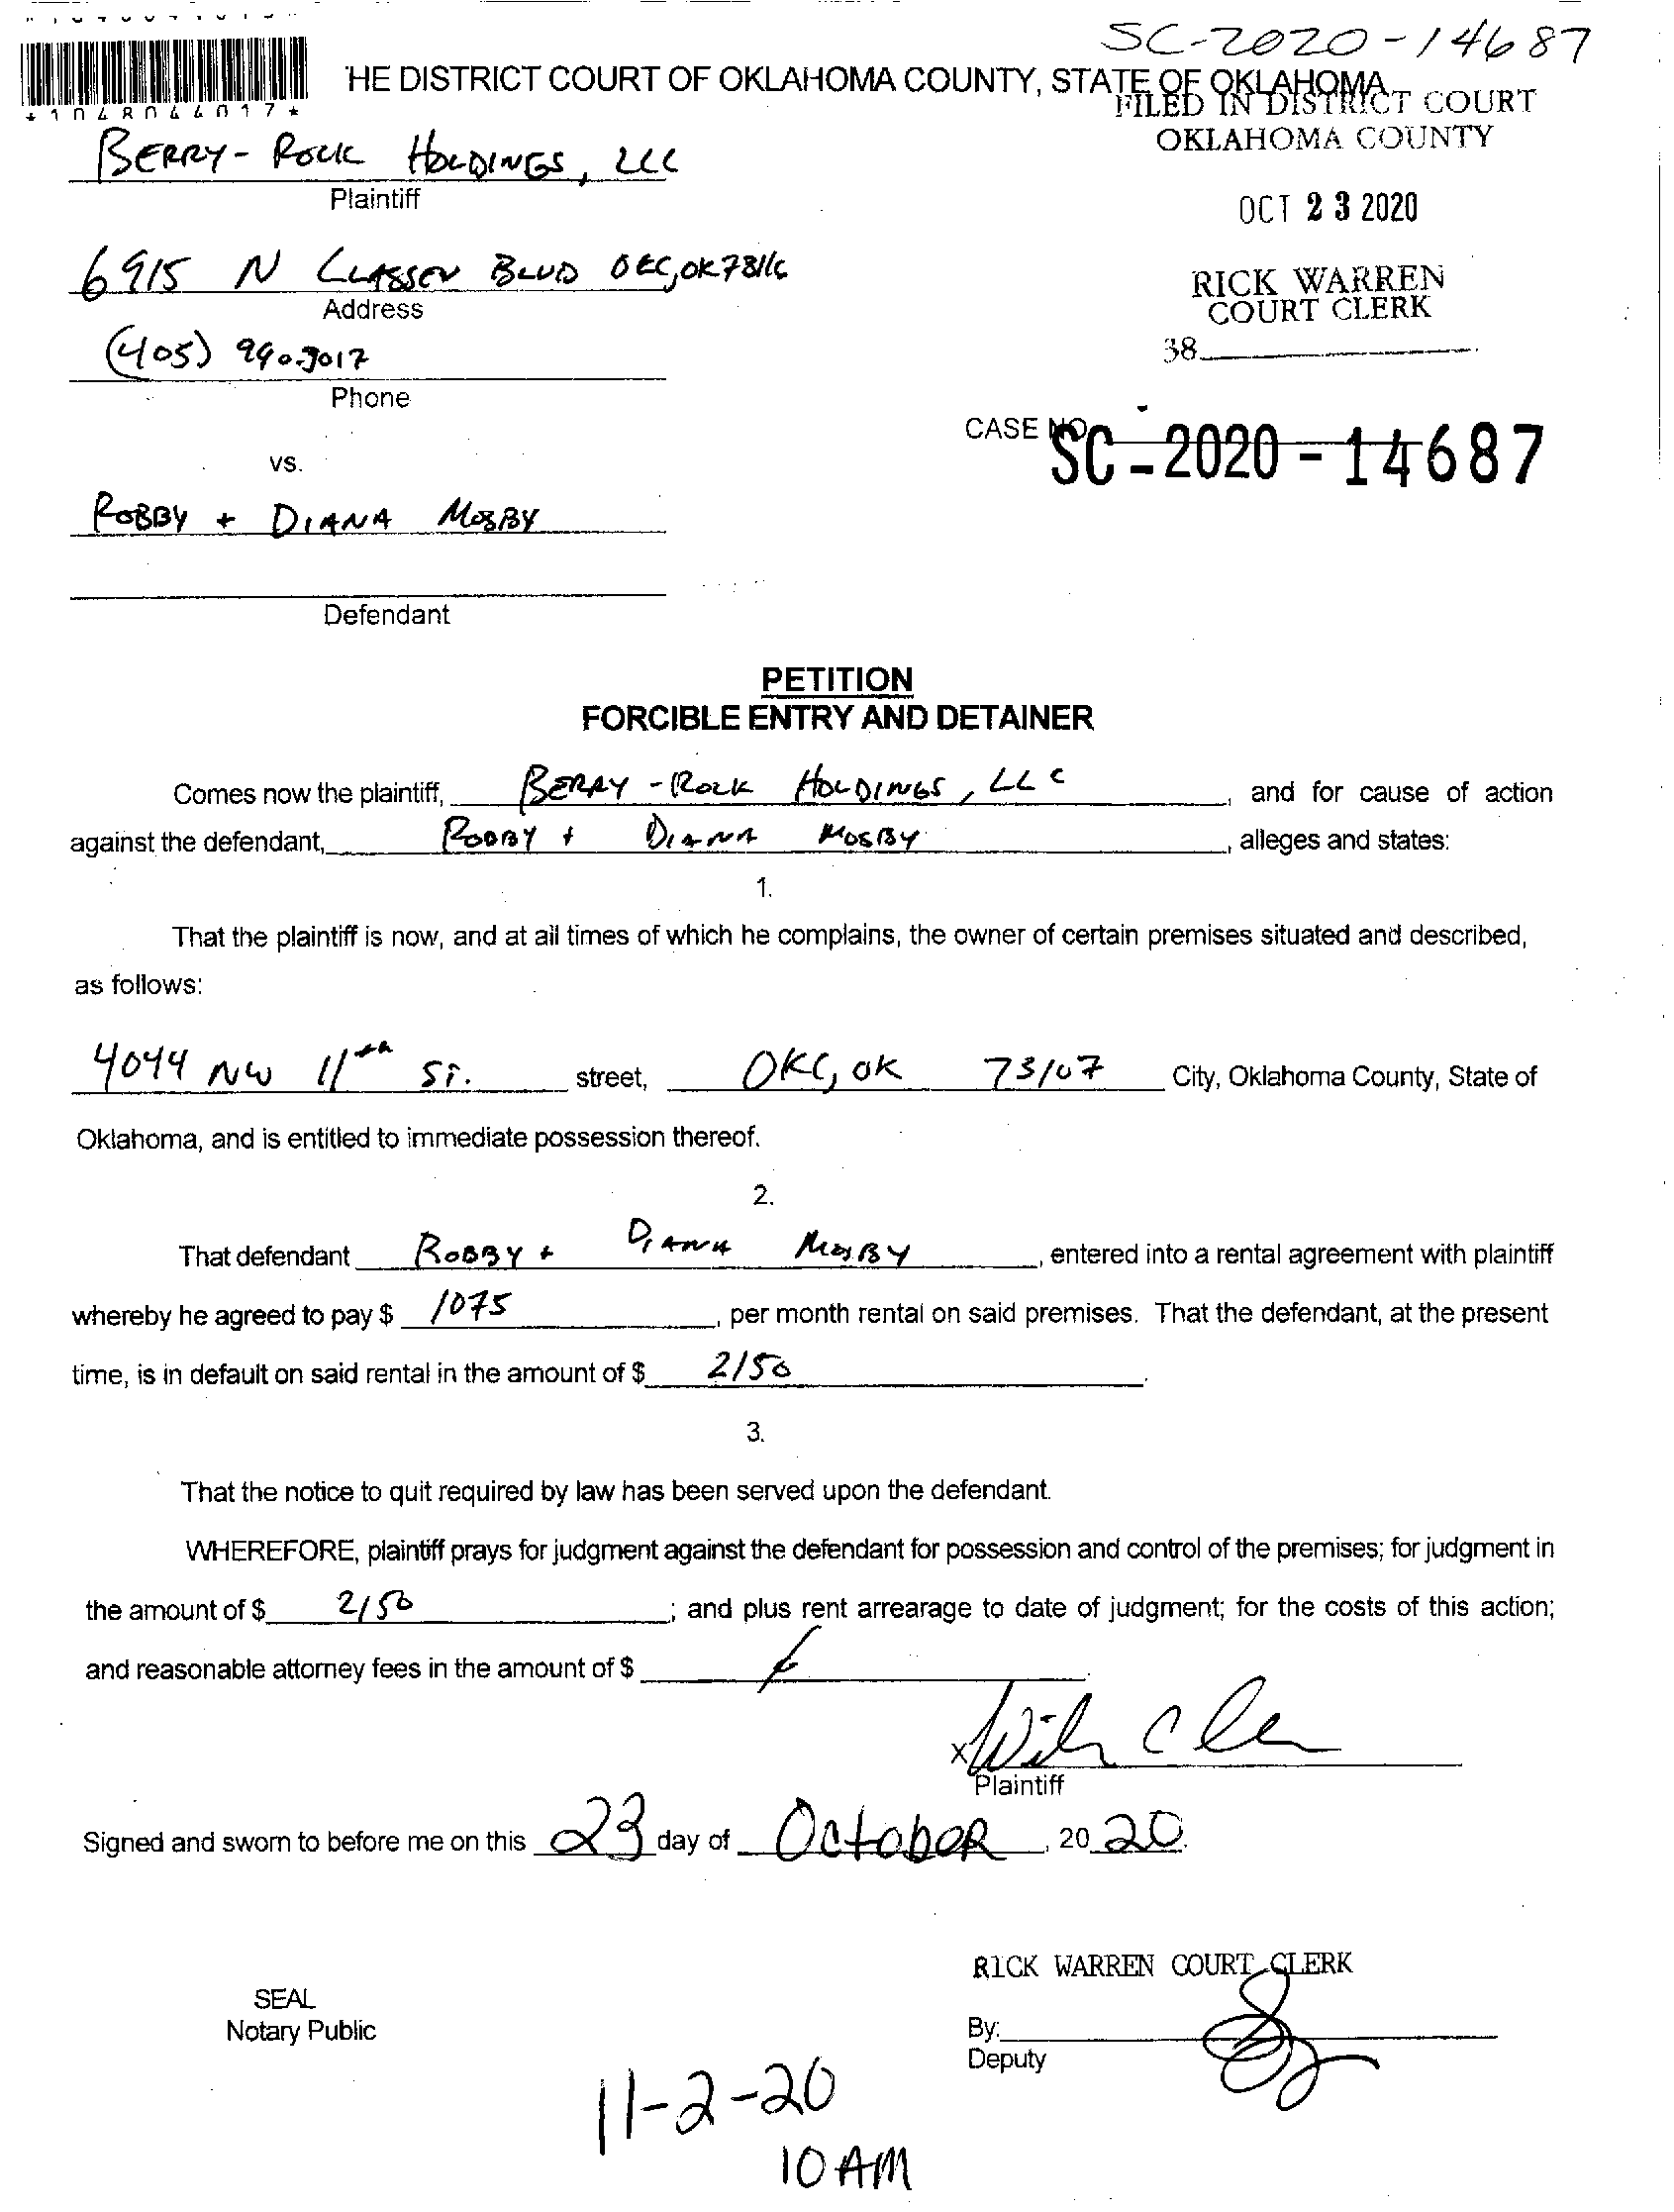 SC-2020-14687
*1048044017*
HE DISTRICT COURT OF OKLAHOMA COUNTY, STATE OF OKLAHOMA
FILED IN DISTRICT COURT
OKLAHOMA COUNTY
BERRY-ROCK HOLDINGS, LLC
Plaintiff
OCT 23 2020
6915 N CLASSEN BLVD OKC, OK 73116
Address
RICK WARREN
COURT CLERK
(405) 990-3017
38
Phone
CASE NO. SC-2020-14687
vs.
ROBBY + DIANA MOSBY
Defendant
PETITION
FORCIBLE ENTRY AND DETAINER
Comes now the plaintiff, BERRY-ROCK HOLDINGS, LLC, and for cause of action
against the defendant, ROBBY + DIANA MOSBY, alleges and states:
1.
That the plaintiff is now, and at all times of which he complains, the owner of certain premises situated and described,
as follows:
4044 NW 11th ST. street, OKC, OK 73107 City, Oklahoma County, State of
Oklahoma, and is entitled to immediate possession thereof.
2.
That defendant ROBBY + DIANA MOSBY, entered into a rental agreement with plaintiff
whereby he agreed to pay $ 1075, per month rental on said premises. That the defendant, at the present
time, is in default on said rental in the amount of $ 2150.
3.
That the notice to quit required by law has been served upon the defendant.
WHEREFORE, plaintiff prays for judgment against the defendant for possession and control of the premises; for judgment in
the amount of $ 2150; and plus rent arrearage to date of judgment; for the costs of this action;
and reasonable attorney fees in the amount of $
X
Plaintiff
Signed and sworn to before me on this 23 day of October, 2020.
RICK WARREN COURT CLERK
SEAL
Notary Public
By:
Deputy
11-2-20
10 AM